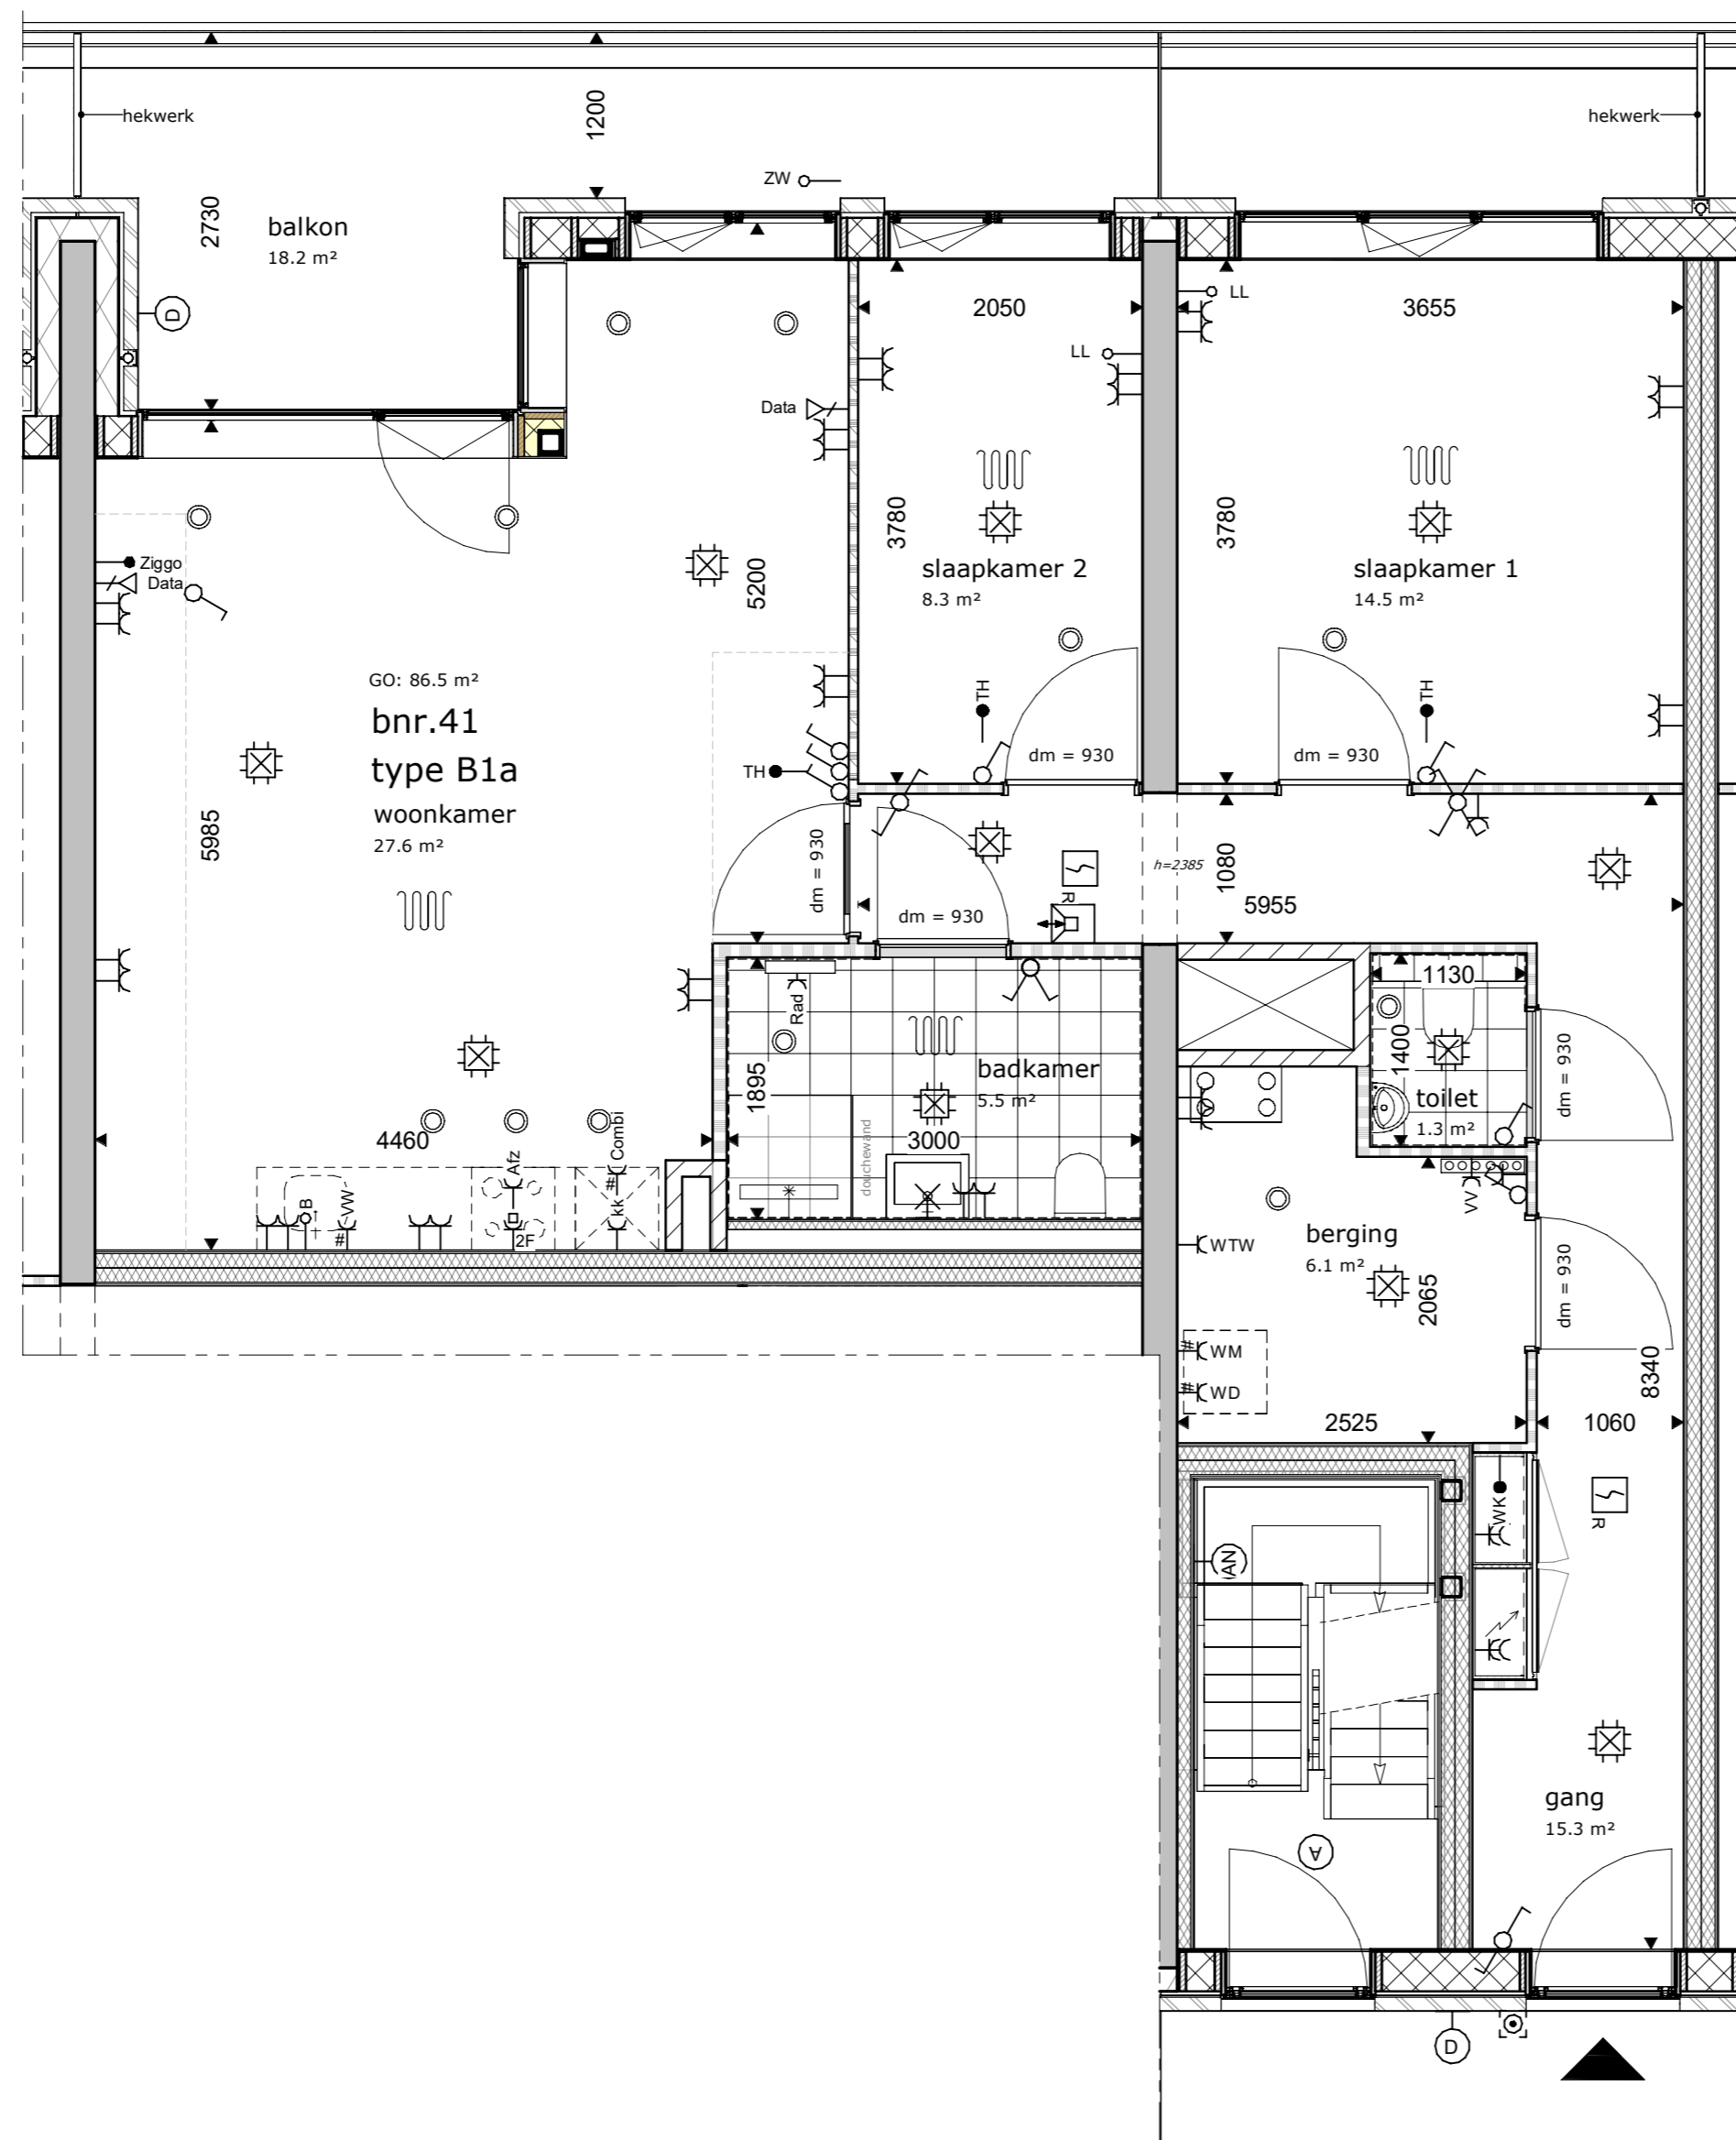 hekwerk
hekwerk
1200
2730
ZW
balkon
18.2 m²
D
2050
3655
LL
LL
Data
Ziggo
Data
3780
3780
5200
slaapkamer 2
8.3 m²
slaapkamer 1
14.5 m²
GO: 86.5 m²
bnr.41
type B1a
woonkamer
27.6 m²
TH
TH
TH
dm = 930
dm = 930
5985
dm = 930
dm = 930
h=2385
1080
5955
R
1130
Rad
1400
dm = 930
badkamer
5.5 m²
1895
toilet
1.3 m²
4460
3000
douchewand
Combi
Afz
B
VW
#
#
kk
2F
VV
berging
6.1 m²
WTW
2065
dm = 930
# WM
# WD
8340
2525
1060
WK
R
AN
gang
15.3 m²
A
D